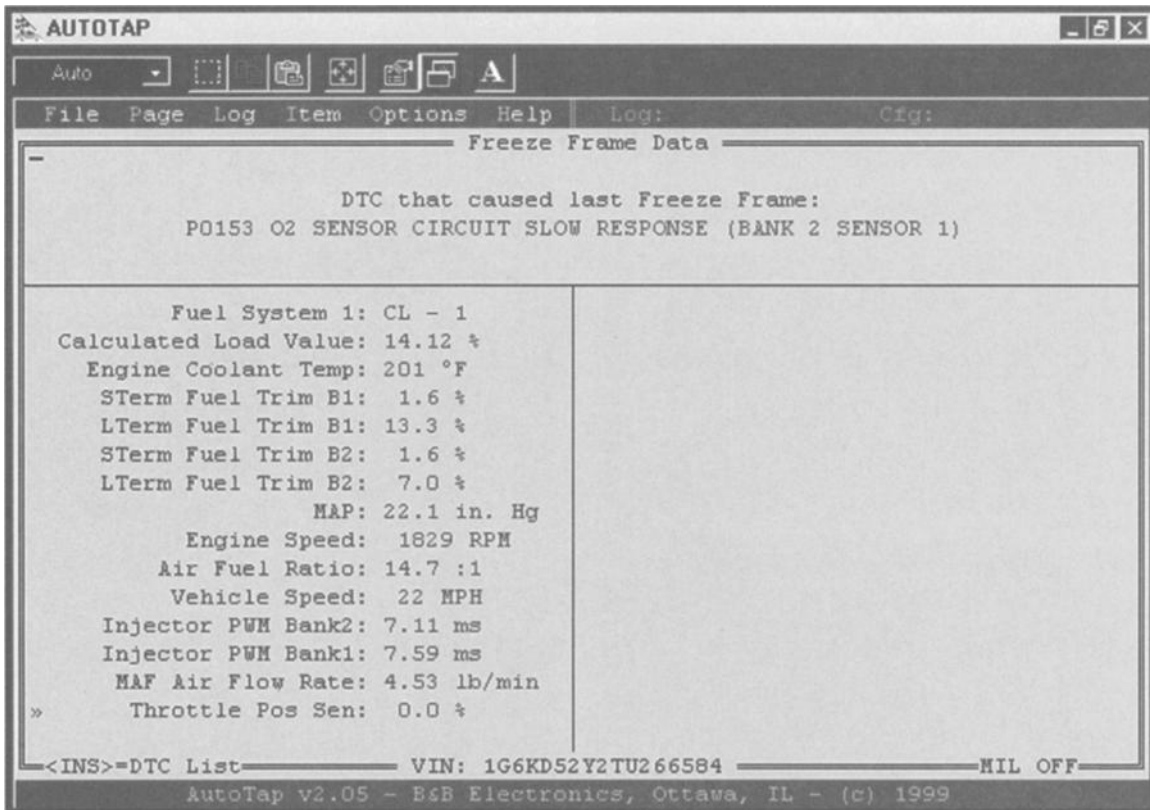 AUTOTAP
Auto
A
File Page Log Item Options Help Log: Cfg:
Freeze Frame Data
DTC that caused last Freeze Frame:
P0153 O2 SENSOR CIRCUIT SLOW RESPONSE (BANK 2 SENSOR 1)
Fuel System 1: CL - 1
Calculated Load Value: 14.12 %
Engine Coolant Temp: 201 °F
STerm Fuel Trim B1: 1.6 %
LTerm Fuel Trim B1: 13.3 %
STerm Fuel Trim B2: 1.6 %
LTerm Fuel Trim B2: 7.0 %
MAP: 22.1 in. Hg
Engine Speed: 1829 RPM
Air Fuel Ratio: 14.7 :1
Vehicle Speed: 22 MPH
Injector PWM Bank2: 7.11 ms
Injector PWM Bank1: 7.59 ms
MAF Air Flow Rate: 4.53 lb/min
» Throttle Pos Sen: 0.0 %
<INS>=DTC List VIN: 1G6KD52Y2TU266584 MIL OFF
AutoTap v2.05 - B&B Electronics, Ottawa, IL - (c) 1999